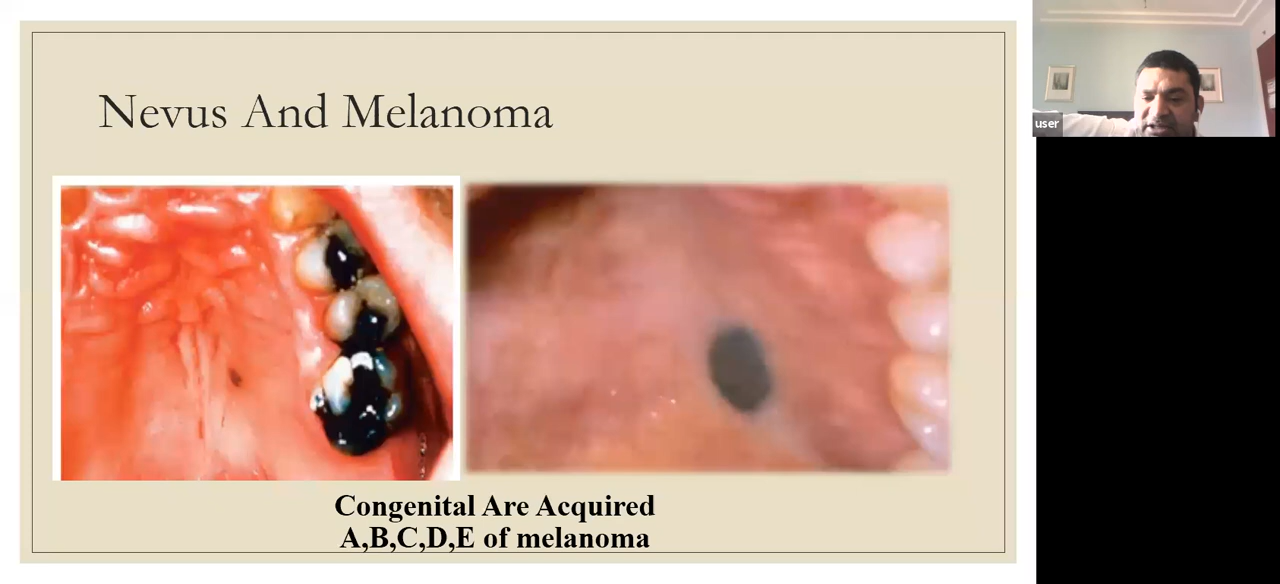 Nevus And Melanoma
user
Congenital Are Acquired
A,B,C,D,E of melanoma